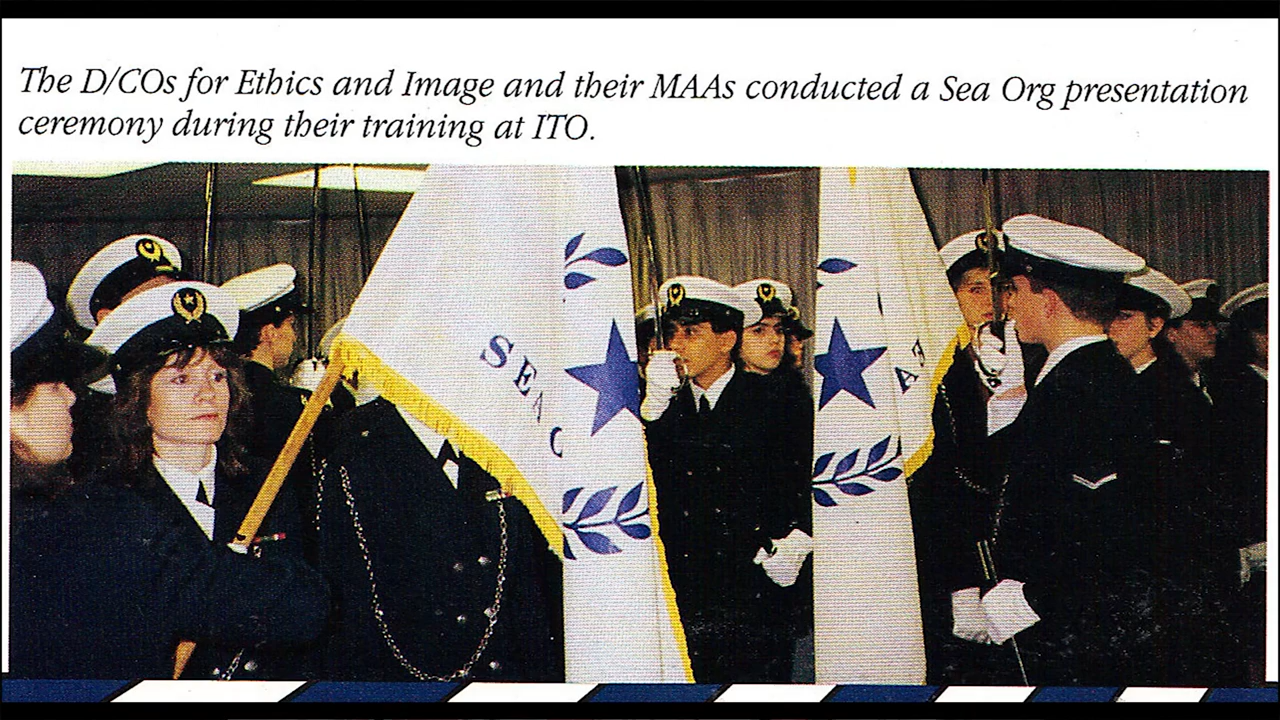 The D/COs for Ethics and Image and their MAAs conducted a Sea Org presentation
ceremony during their training at ITO.
SEA O